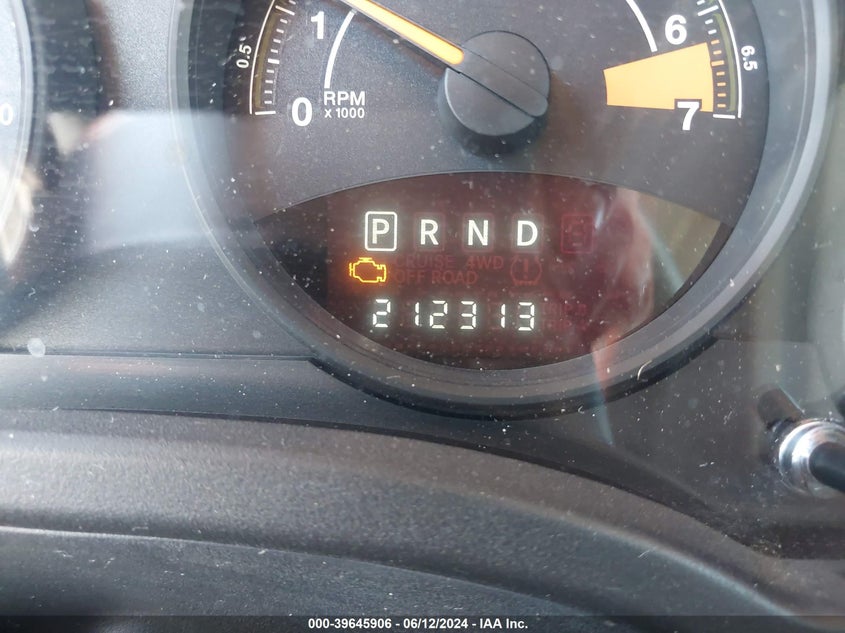 0.5
1
0
RPM
x 1000
6
6.5
7
0
P R N D
CRUISE 4WD
OFF ROAD
212313
000-39645906 - 06/12/2024 - IAA Inc.